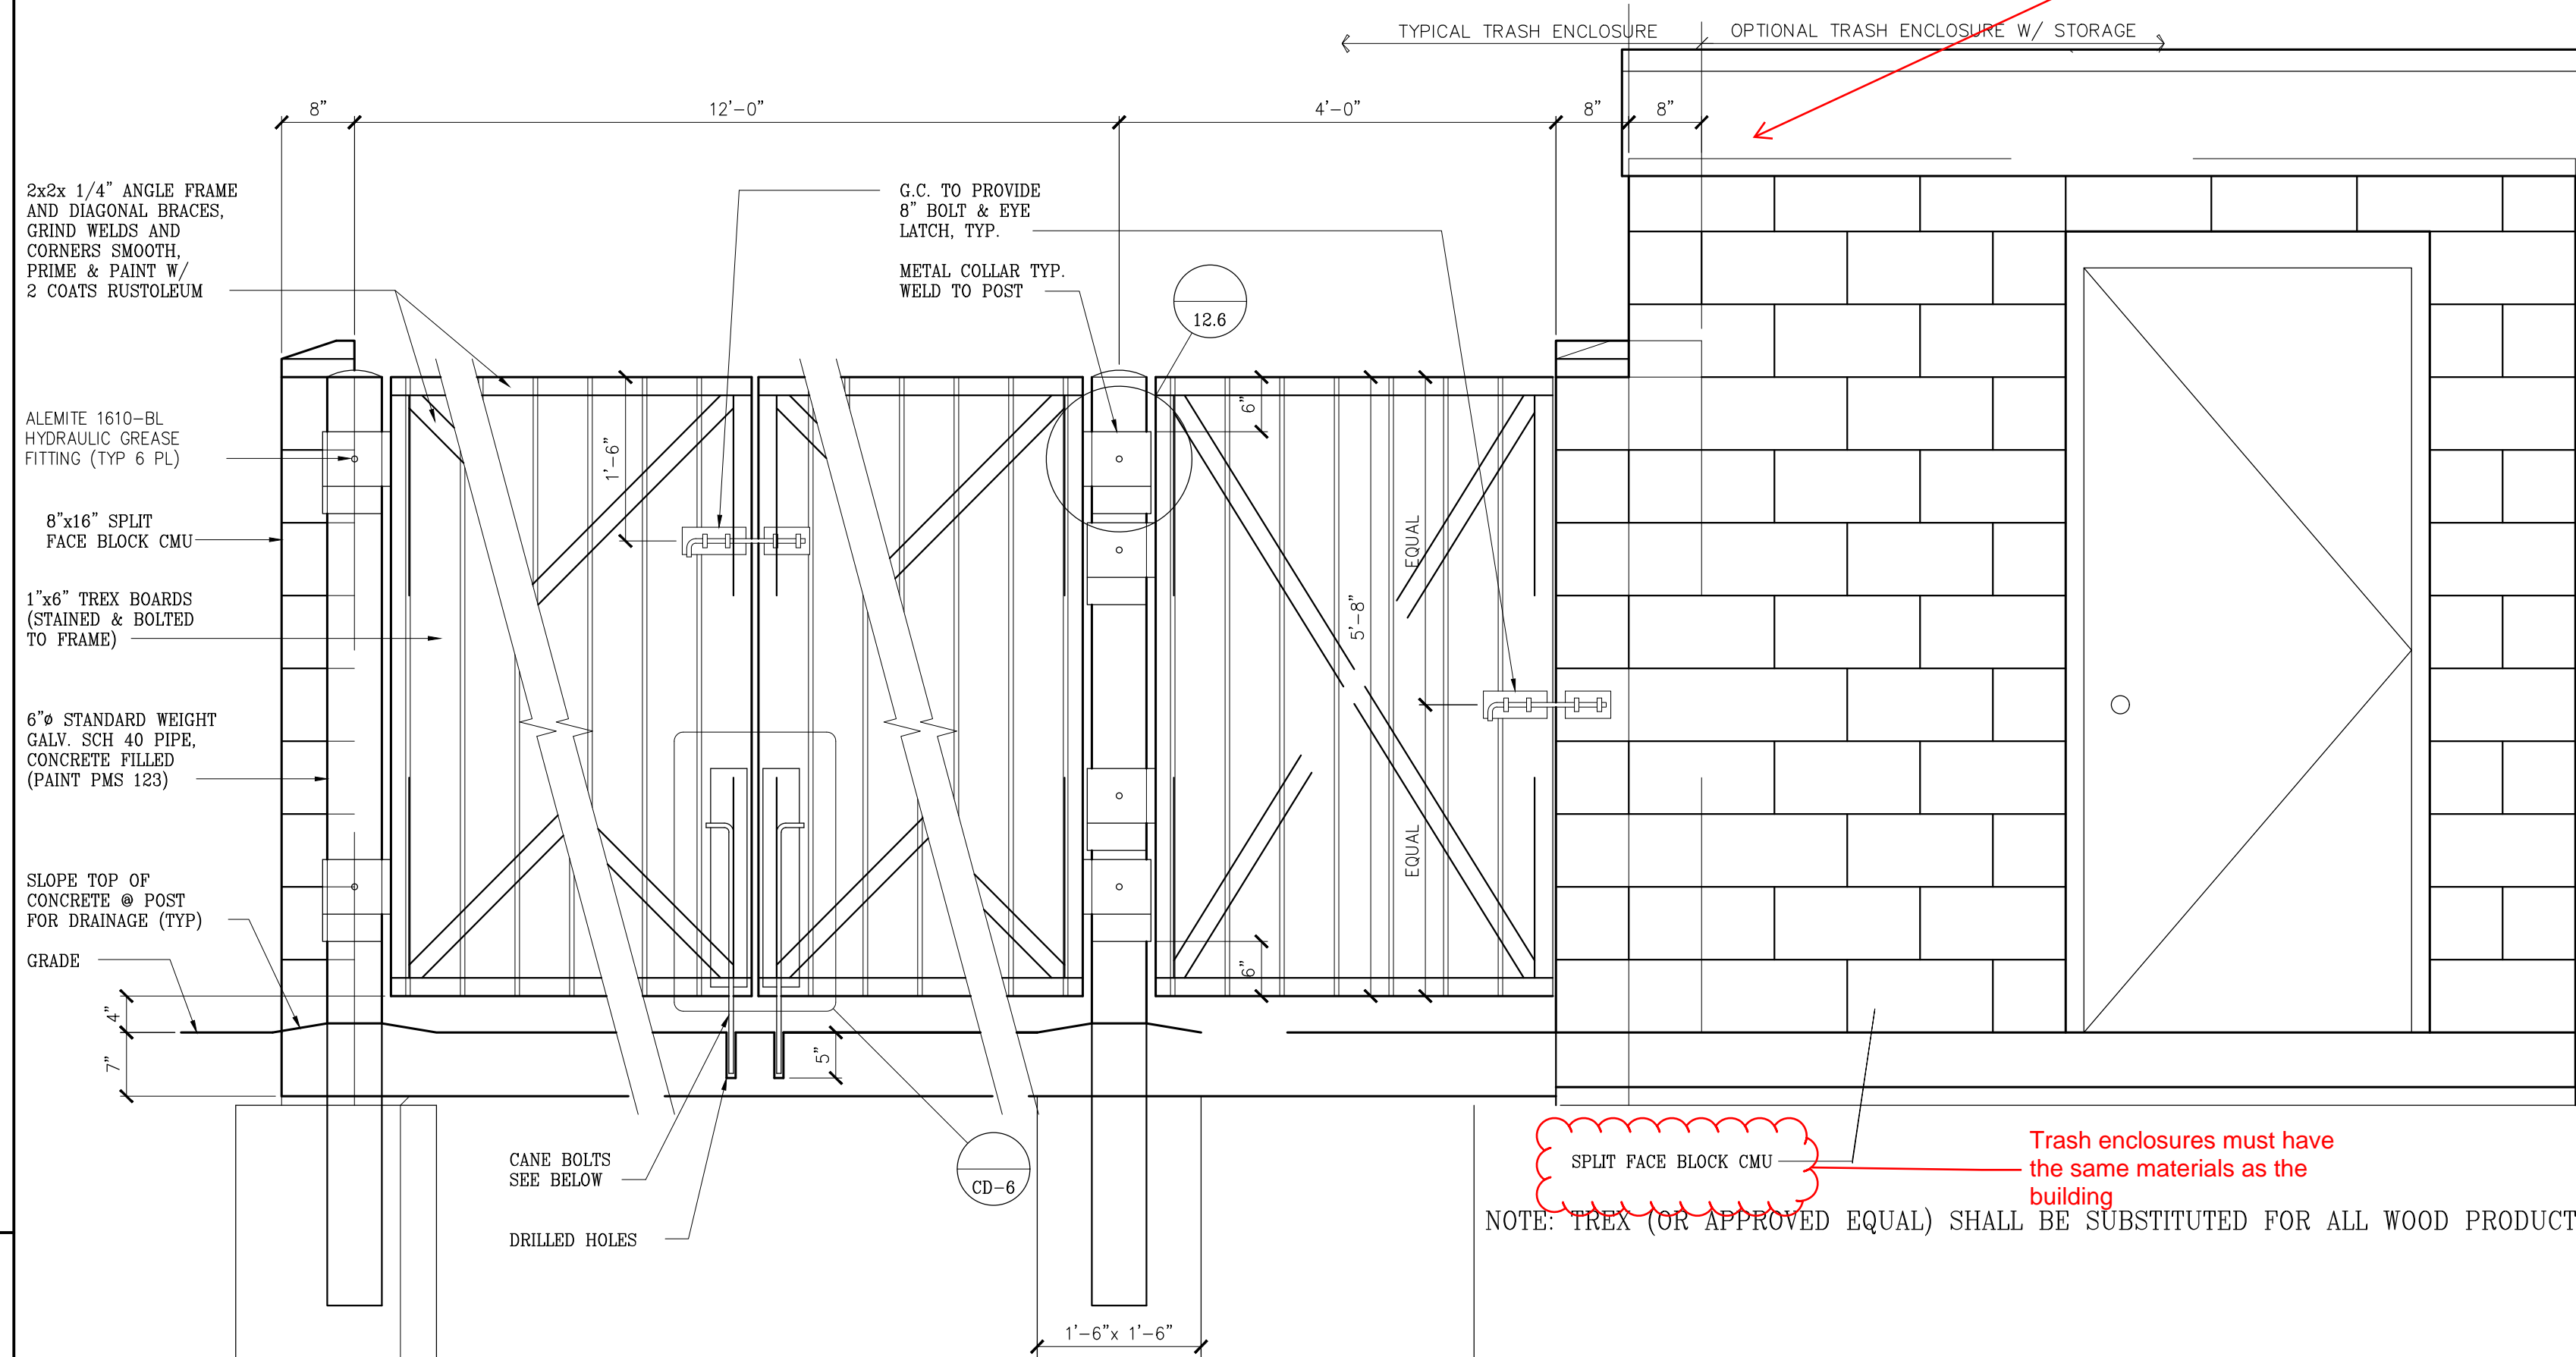 TYPICAL TRASH ENCLOSURE
OPTIONAL TRASH ENCLOSURE W/ STORAGE
8"
12'-0"
4'-0"
8"
8"
2x2x 1/4" ANGLE FRAME
AND DIAGONAL BRACES,
GRIND WELDS AND
CORNERS SMOOTH,
PRIME & PAINT W/
2 COATS RUSTOLEUM
G.C. TO PROVIDE
8" BOLT & EYE
LATCH, TYP.
METAL COLLAR TYP.
WELD TO POST
12.6
ALEMITE 1610-BL
HYDRAULIC GREASE
FITTING (TYP 6 PL)
1'-6"
6"
8"x16" SPLIT
FACE BLOCK CMU
EQUAL
5'-8"
1"x6" TREX BOARDS
(STAINED & BOLTED
TO FRAME)
6"ø STANDARD WEIGHT
GALV. SCH 40 PIPE,
CONCRETE FILLED
(PAINT PMS 123)
EQUAL
SLOPE TOP OF
CONCRETE @ POST
FOR DRAINAGE (TYP)
GRADE
6"
4"
7"
5"
CANE BOLTS
SEE BELOW
CD-6
DRILLED HOLES
SPLIT FACE BLOCK CMU
Trash enclosures must have
the same materials as the
building
NOTE: TREX (OR APPROVED EQUAL) SHALL BE SUBSTITUTED FOR ALL WOOD PRODUCT
1'-6"x 1'-6"